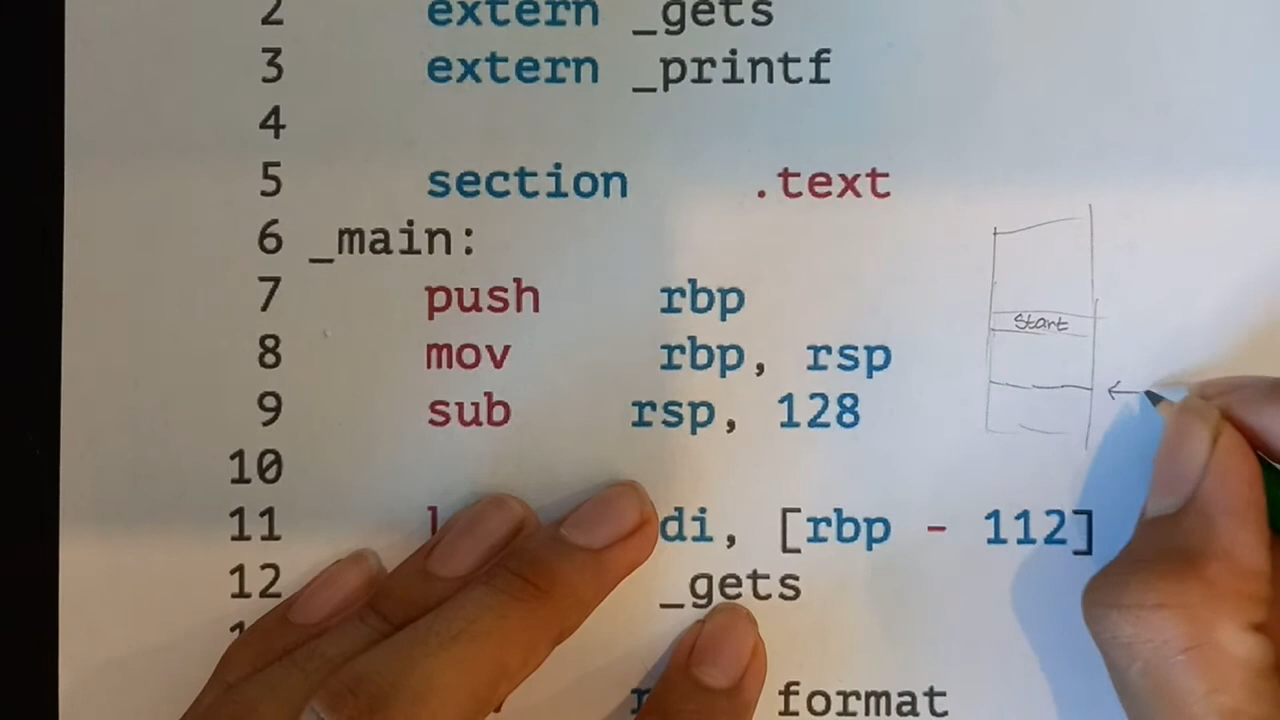 2 extern _gets
3 extern _printf
4
5 section .text
6 _main:
7 push rbp
8 mov rbp, rsp
9 sub rsp, 128
10
11 [rbp - 112]
12 _gets
format
Start